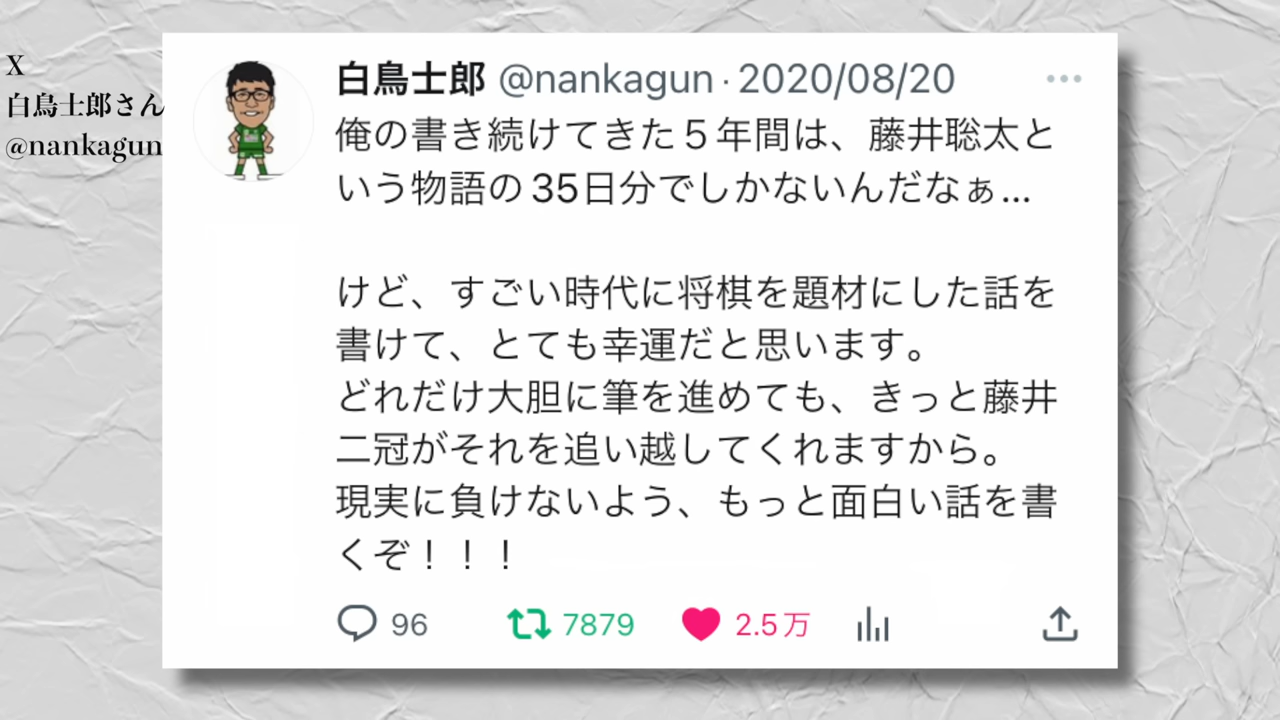 X
白鳥士郎さん
@nankagun
白鳥士郎 @nankagun · 2020/08/20
俺の書き続けてきた５年間は、藤井聡太と
いう物語の35日分でしかないんだなぁ…
けど、すごい時代に将棋を題材にした話を
書けて、とても幸運だと思います。
どれだけ大胆に筆を進めても、きっと藤井
二冠がそれを追い越してくれますから。
現実に負けないよう、もっと面白い話を書
くぞ！！！
96 7879 2.5万